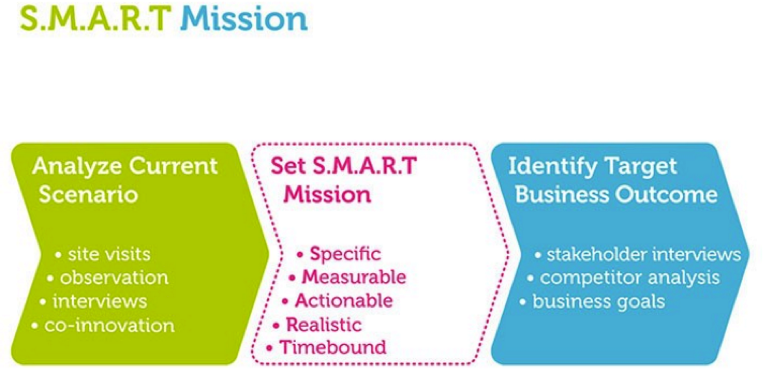 S.M.A.R.T Mission
Analyze Current
Scenario
• site visits
• observation
• interviews
• co-innovation
Set S.M.A.R.T
Mission
• Specific
• Measurable
• Actionable
• Realistic
• Timebound
Identify Target
Business Outcome
• stakeholder interviews
• competitor analysis
• business goals